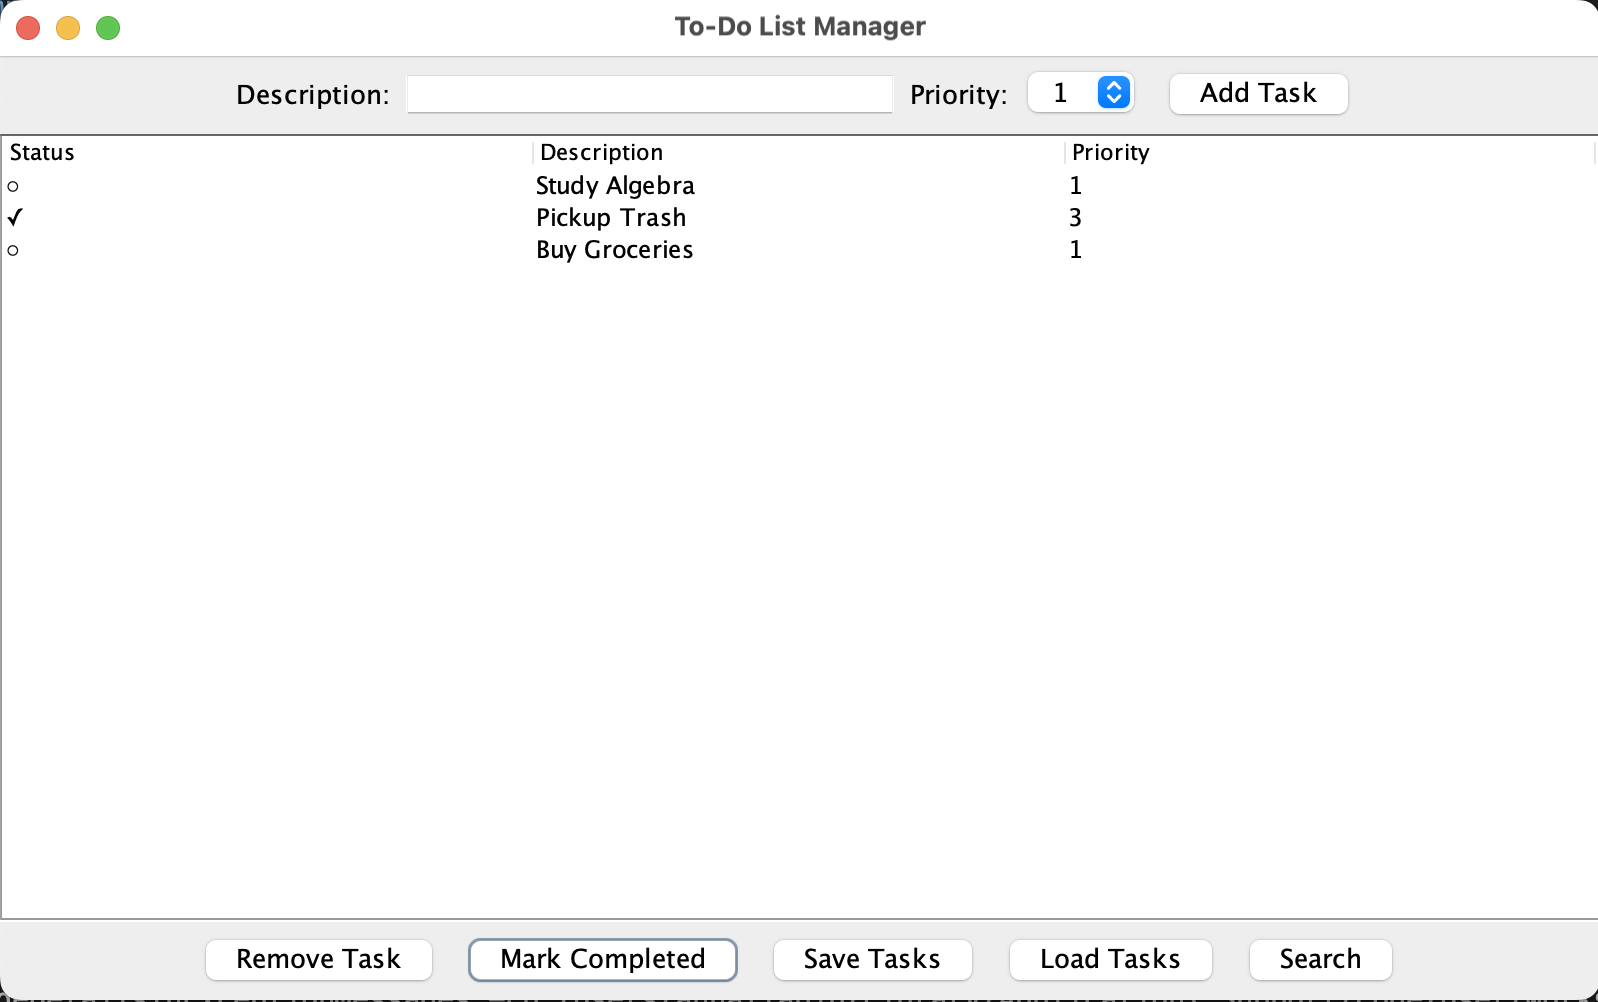 To-Do List Manager
Description: Priority: 1 Add Task
Status Description Priority
○ Study Algebra 1
✓ Pickup Trash 3
○ Buy Groceries 1
Remove Task Mark Completed Save Tasks Load Tasks Search